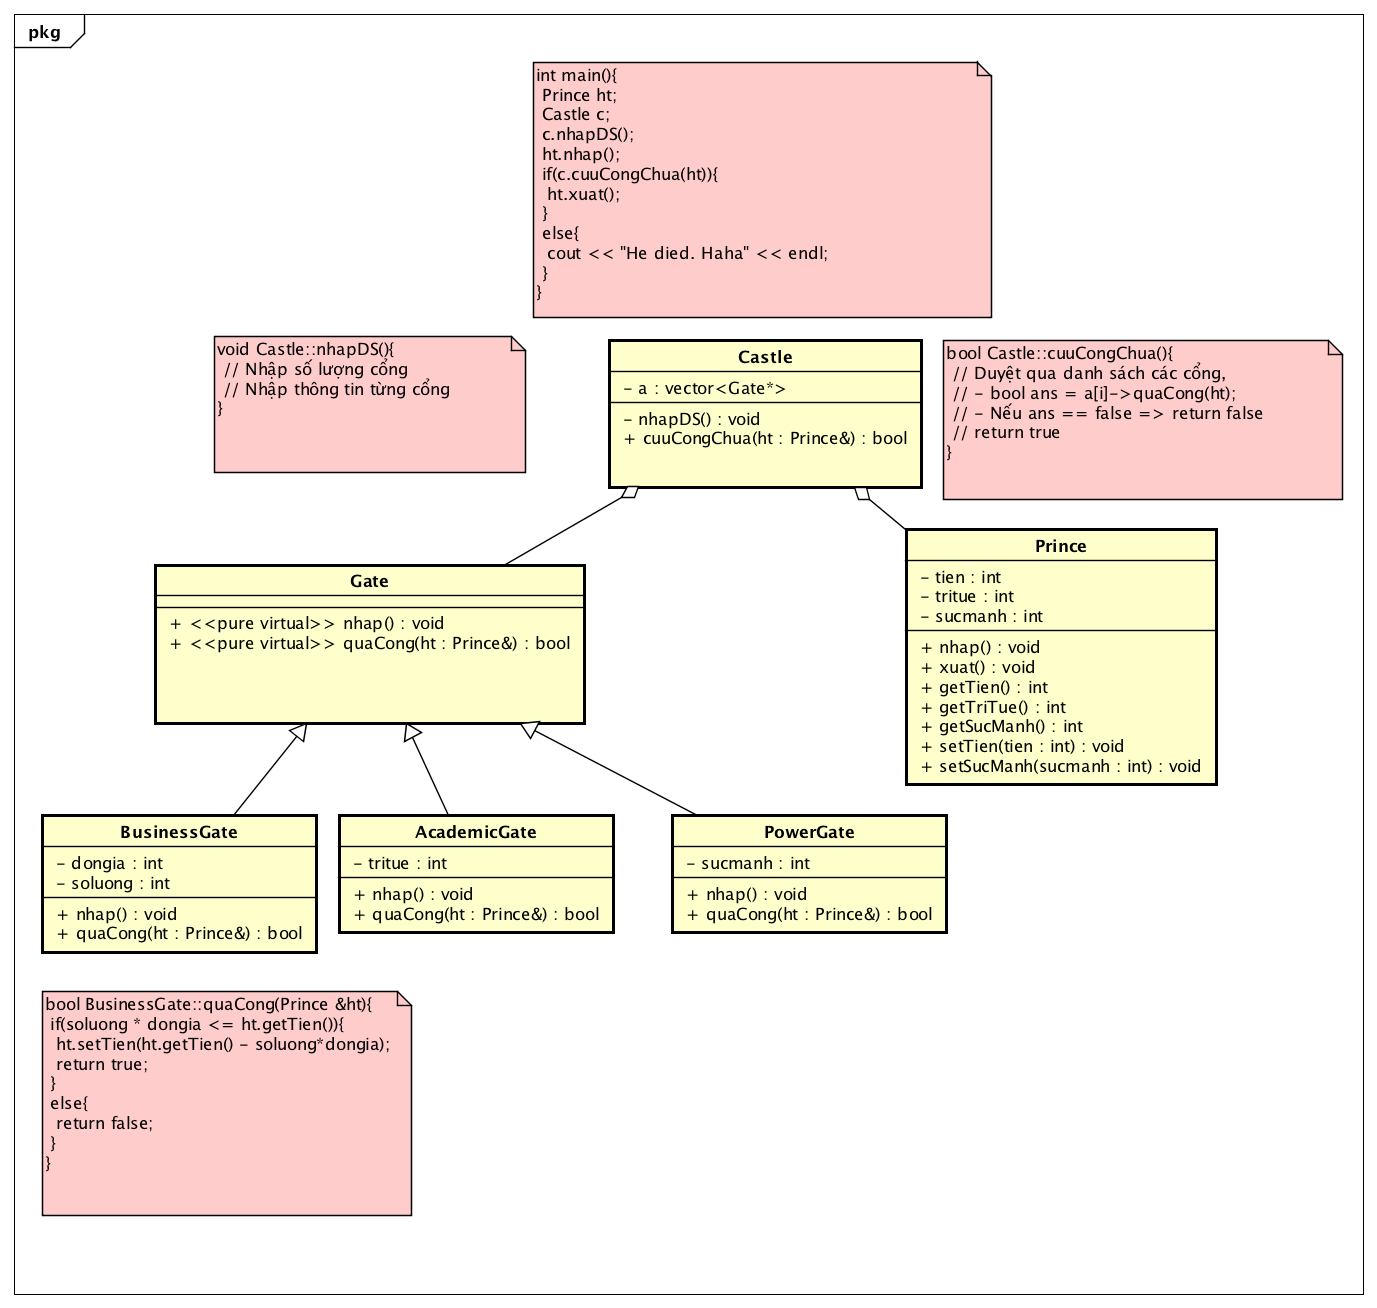 pkg
int main(){
Prince ht;
Castle c;
c.nhapDS();
ht.nhap();
if(c.cuuCongChua(ht)){
ht.xuat();
}
else{
cout << "He died. Haha" << endl;
}
}
void Castle::nhapDS(){
// Nhập số lượng cổng
// Nhập thông tin từng cổng
}
Castle
- a : vector<Gate*>
- nhapDS() : void
+ cuuCongChua(ht : Prince&) : bool
bool Castle::cuuCongChua(){
// Duyệt qua danh sách các cổng,
// - bool ans = a[i]->quaCong(ht);
// - Nếu ans == false => return false
// return true
}
Gate
+ <<pure virtual>> nhap() : void
+ <<pure virtual>> quaCong(ht : Prince&) : bool
Prince
- tien : int
- tritue : int
- sucmanh : int
+ nhap() : void
+ xuat() : void
+ getTien() : int
+ getTriTue() : int
+ getSucManh() : int
+ setTien(tien : int) : void
+ setSucManh(sucmanh : int) : void
BusinessGate
- dongia : int
- soluong : int
+ nhap() : void
+ quaCong(ht : Prince&) : bool
AcademicGate
- tritue : int
+ nhap() : void
+ quaCong(ht : Prince&) : bool
PowerGate
- sucmanh : int
+ nhap() : void
+ quaCong(ht : Prince&) : bool
bool BusinessGate::quaCong(Prince &ht){
if(soluong * dongia <= ht.getTien()){
ht.setTien(ht.getTien() - soluong*dongia);
return true;
}
else{
return false;
}
}